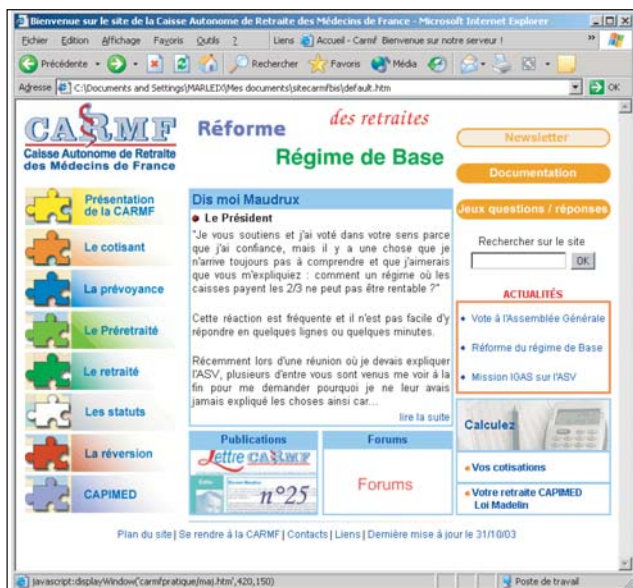 Bienvenue sur le site de la Caisse Autonome de Retraite des Médecins de France - Microsoft Internet Explorer
Fichier Edition Affichage Favoris Outils ? Liens Accueil - Carmf Bienvenue sur notre serveur ! »
Précédente Rechercher Favoris Média
Adresse C:\Documents and Settings\MARLEDX\Mes documents\sitecarmfbis\default.htm OK
CARMF
Caisse Autonome de Retraite
des Médecins de France
Réforme des retraites
Régime de Base
Newsletter
Documentation
Jeux questions / réponses
Présentation
de la CARMF
Le cotisant
La prévoyance
Le Préretraité
Le retraité
Les statuts
La réversion
CAPIMED
Dis moi Maudrux
Le Président
"Je vous soutiens et j'ai voté dans votre sens parce
que j'ai confiance, mais il y a une chose que je
n'arrive toujours pas à comprendre et que j'aimerais
que vous m'expliquiez : comment un régime où les
caisses payent les 2/3 ne peut pas être rentable ?"
Cette réaction est fréquente et il n'est pas facile d'y
répondre en quelques lignes ou quelques minutes.
Récemment lors d'une réunion où je devais expliquer
l'ASV, plusieurs d'entre vous sont venus me voir à la
fin pour me demander pourquoi je ne leur avais
jamais expliqué les choses ainsi car...
lire la suite
Publications
Lettre CARMF
n°25
Forums
Forums
Rechercher sur le site
OK
ACTUALITÉS
Vote à l'Assemblée Générale
Réforme du régime de Base
Mission IGAS sur l'ASV
Calculez
Vos cotisations
Votre retraite CAPIMED
Loi Madelin
Plan du site | Se rendre à la CARMF | Contacts | Liens | Dernière mise à jour le 31/10/03
javascript:displayWindow('carmfpratique/maj.htm',420,150) Poste de travail